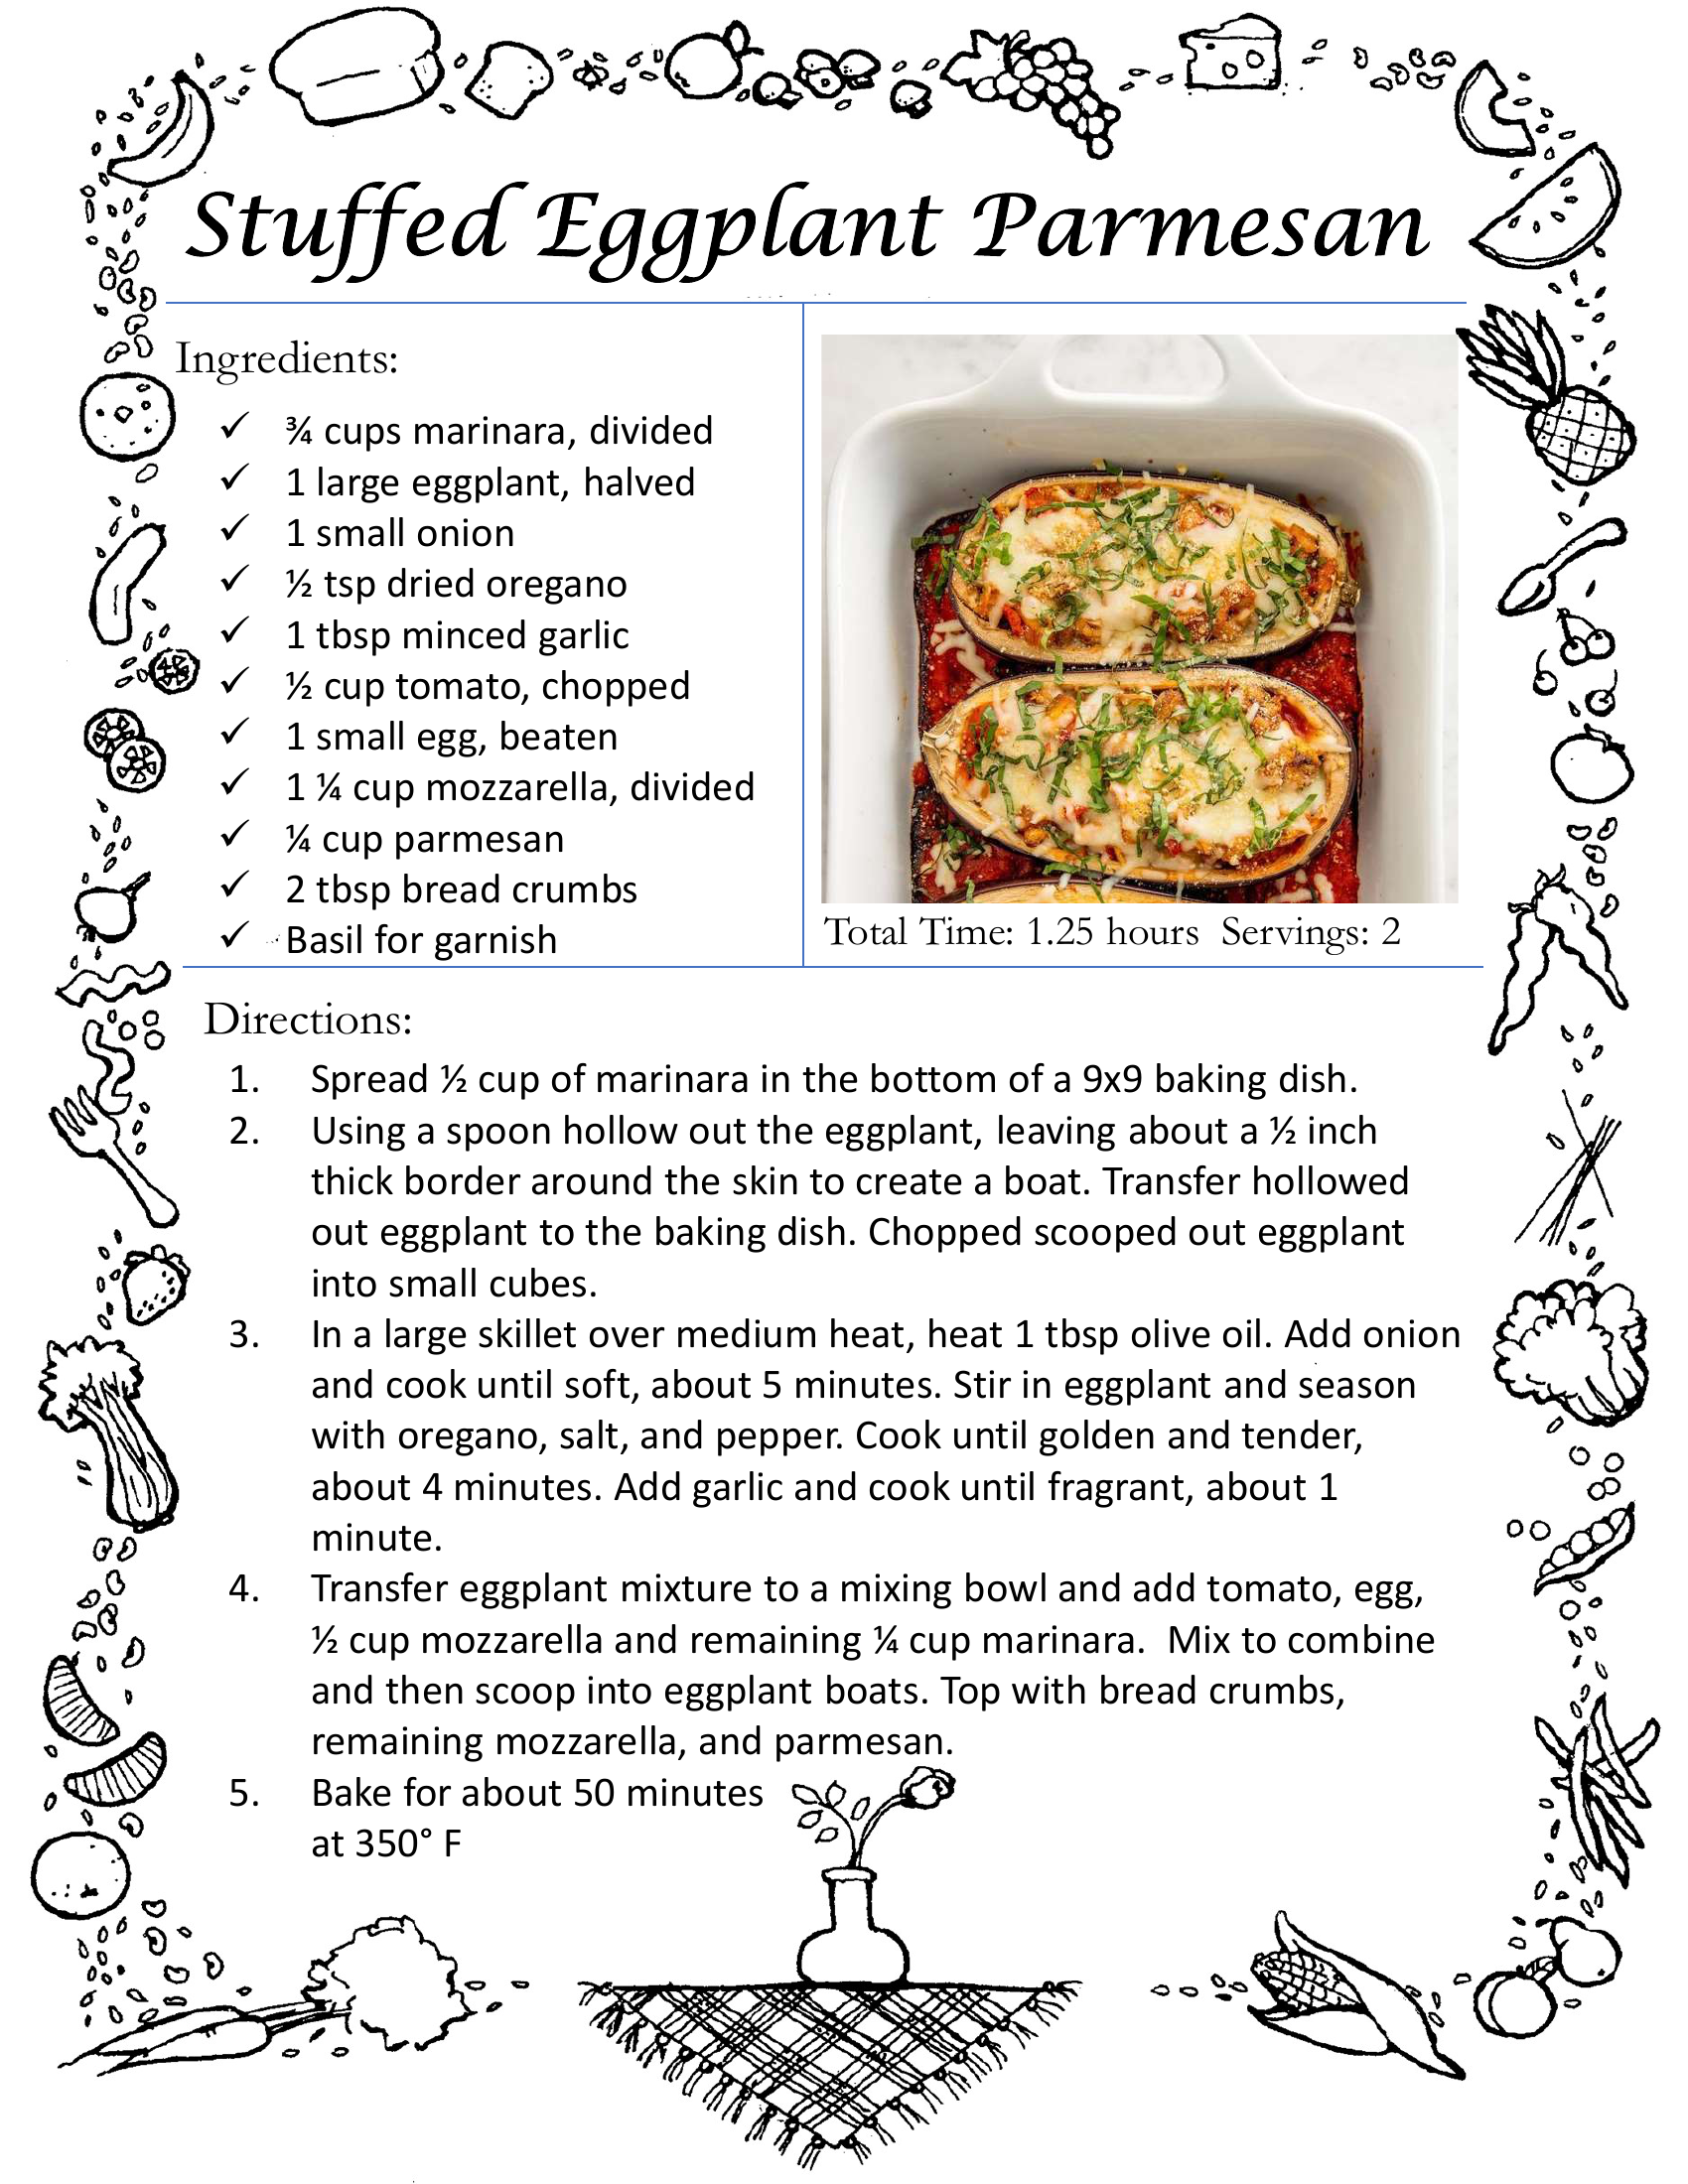 Stuffed Eggplant Parmesan
Ingredients:
✓ ¾ cups marinara, divided
✓ 1 large eggplant, halved
✓ 1 small onion
✓ ½ tsp dried oregano
✓ 1 tbsp minced garlic
✓ ½ cup tomato, chopped
✓ 1 small egg, beaten
✓ 1 ¼ cup mozzarella, divided
✓ ¼ cup parmesan
✓ 2 tbsp bread crumbs
✓ Basil for garnish
Total Time: 1.25 hours  Servings: 2
Directions:
1. Spread ½ cup of marinara in the bottom of a 9x9 baking dish.
2. Using a spoon hollow out the eggplant, leaving about a ½ inch
thick border around the skin to create a boat. Transfer hollowed
out eggplant to the baking dish. Chopped scooped out eggplant
into small cubes.
3. In a large skillet over medium heat, heat 1 tbsp olive oil. Add onion
and cook until soft, about 5 minutes. Stir in eggplant and season
with oregano, salt, and pepper. Cook until golden and tender,
about 4 minutes. Add garlic and cook until fragrant, about 1
minute.
4. Transfer eggplant mixture to a mixing bowl and add tomato, egg,
½ cup mozzarella and remaining ¼ cup marinara.  Mix to combine
and then scoop into eggplant boats. Top with bread crumbs,
remaining mozzarella, and parmesan.
5. Bake for about 50 minutes
at 350° F